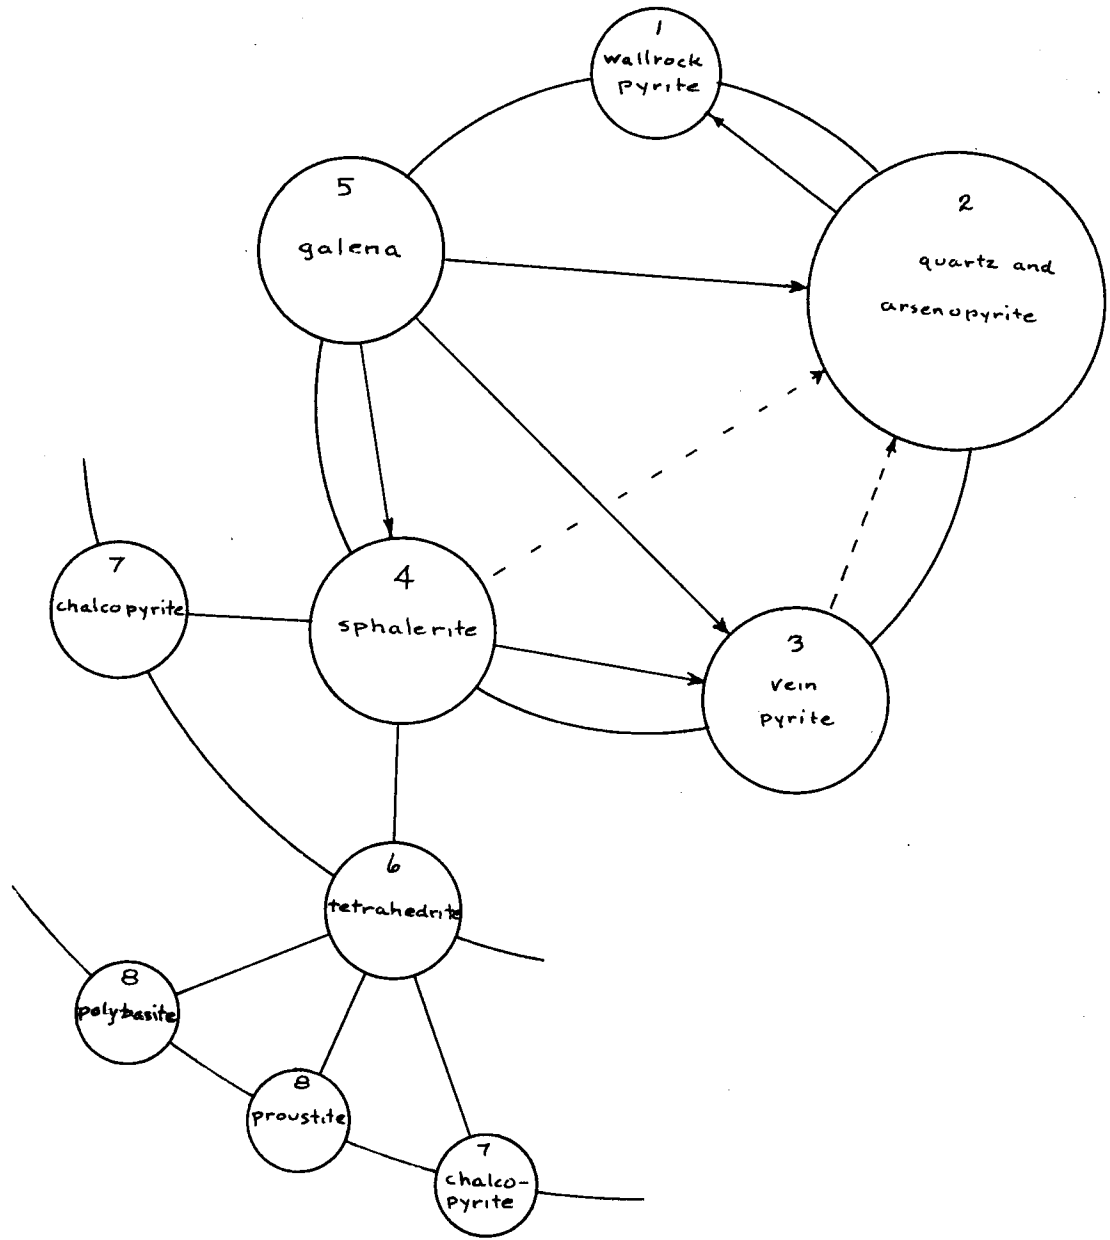 1
wallrock
pyrite
2
quartz and
arsenopyrite
5
galena
7
chalcopyrite
4
sphalerite
3
vein
pyrite
6
tetrahedrite
8
polybasite
8
proustite
7
chalco-
pyrite